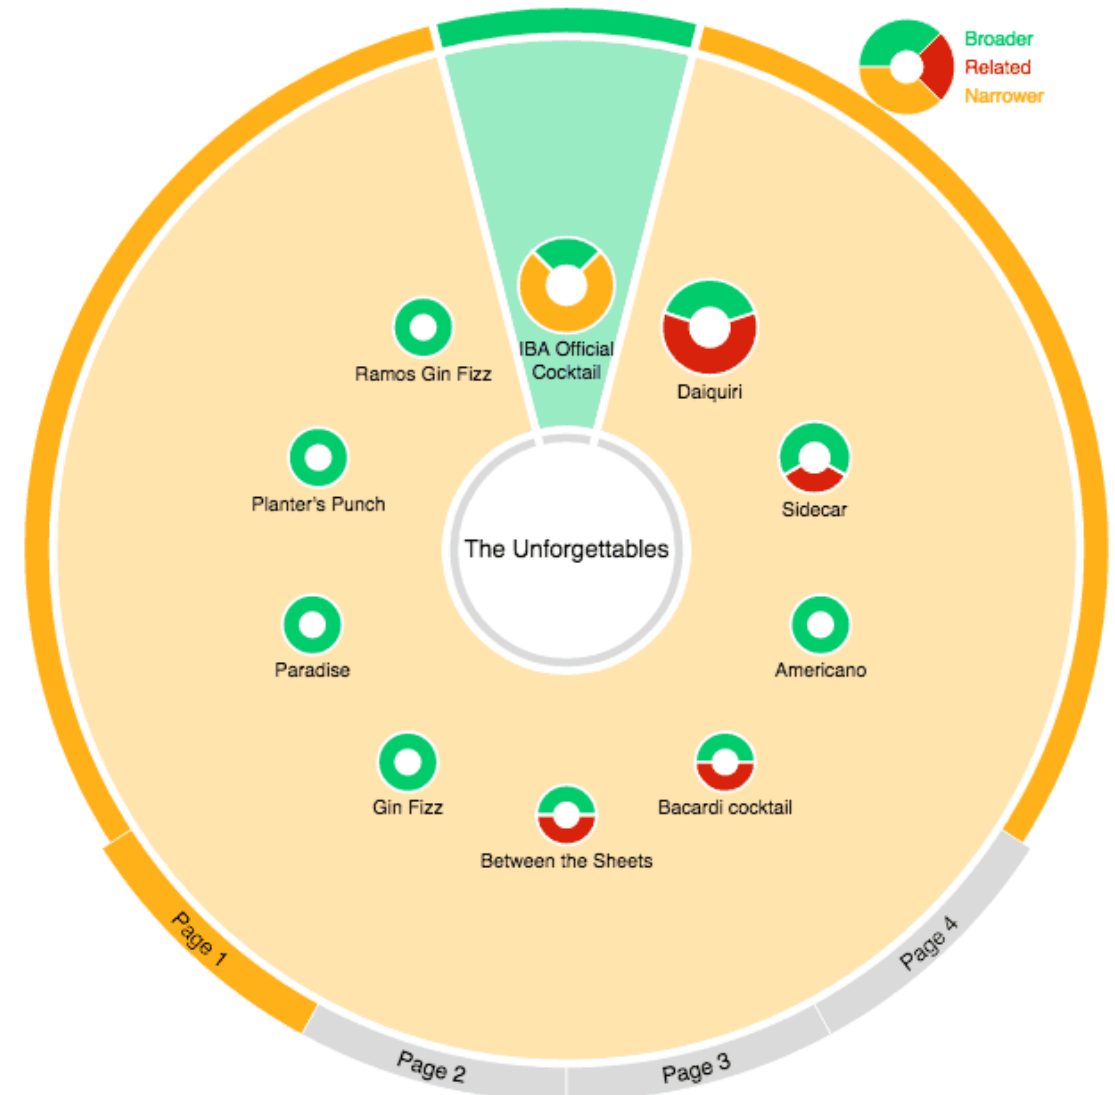 Broader
Related
Narrower
IBA Official
Cocktail
Daiquiri
Ramos Gin Fizz
Sidecar
Planter's Punch
The Unforgettables
Americano
Paradise
Bacardi cocktail
Gin Fizz
Between the Sheets
Page 1
Page 2
Page 3
Page 4